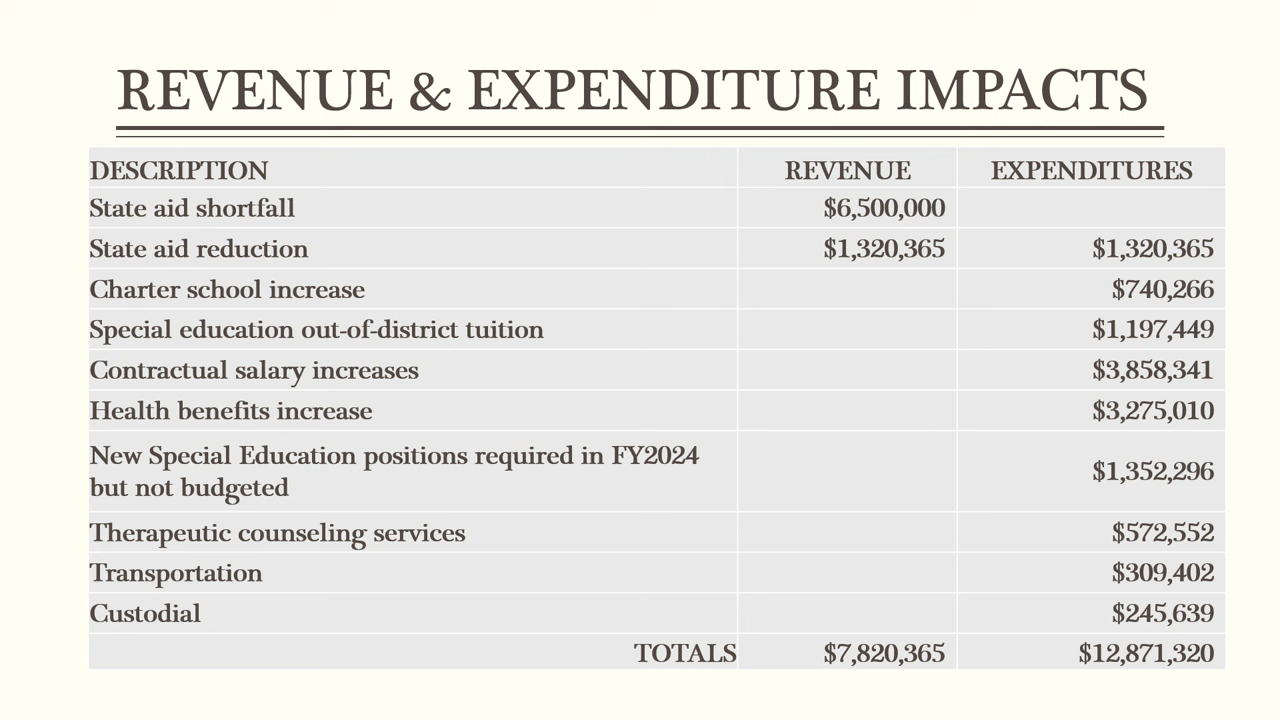 REVENUE & EXPENDITURE IMPACTS
DESCRIPTION REVENUE EXPENDITURES
State aid shortfall $6,500,000
State aid reduction $1,320,365 $1,320,365
Charter school increase $740,266
Special education out-of-district tuition $1,197,449
Contractual salary increases $3,858,341
Health benefits increase $3,275,010
New Special Education positions required in FY2024
but not budgeted $1,352,296
Therapeutic counseling services $572,552
Transportation $309,402
Custodial $245,639
TOTALS $7,820,365 $12,871,320